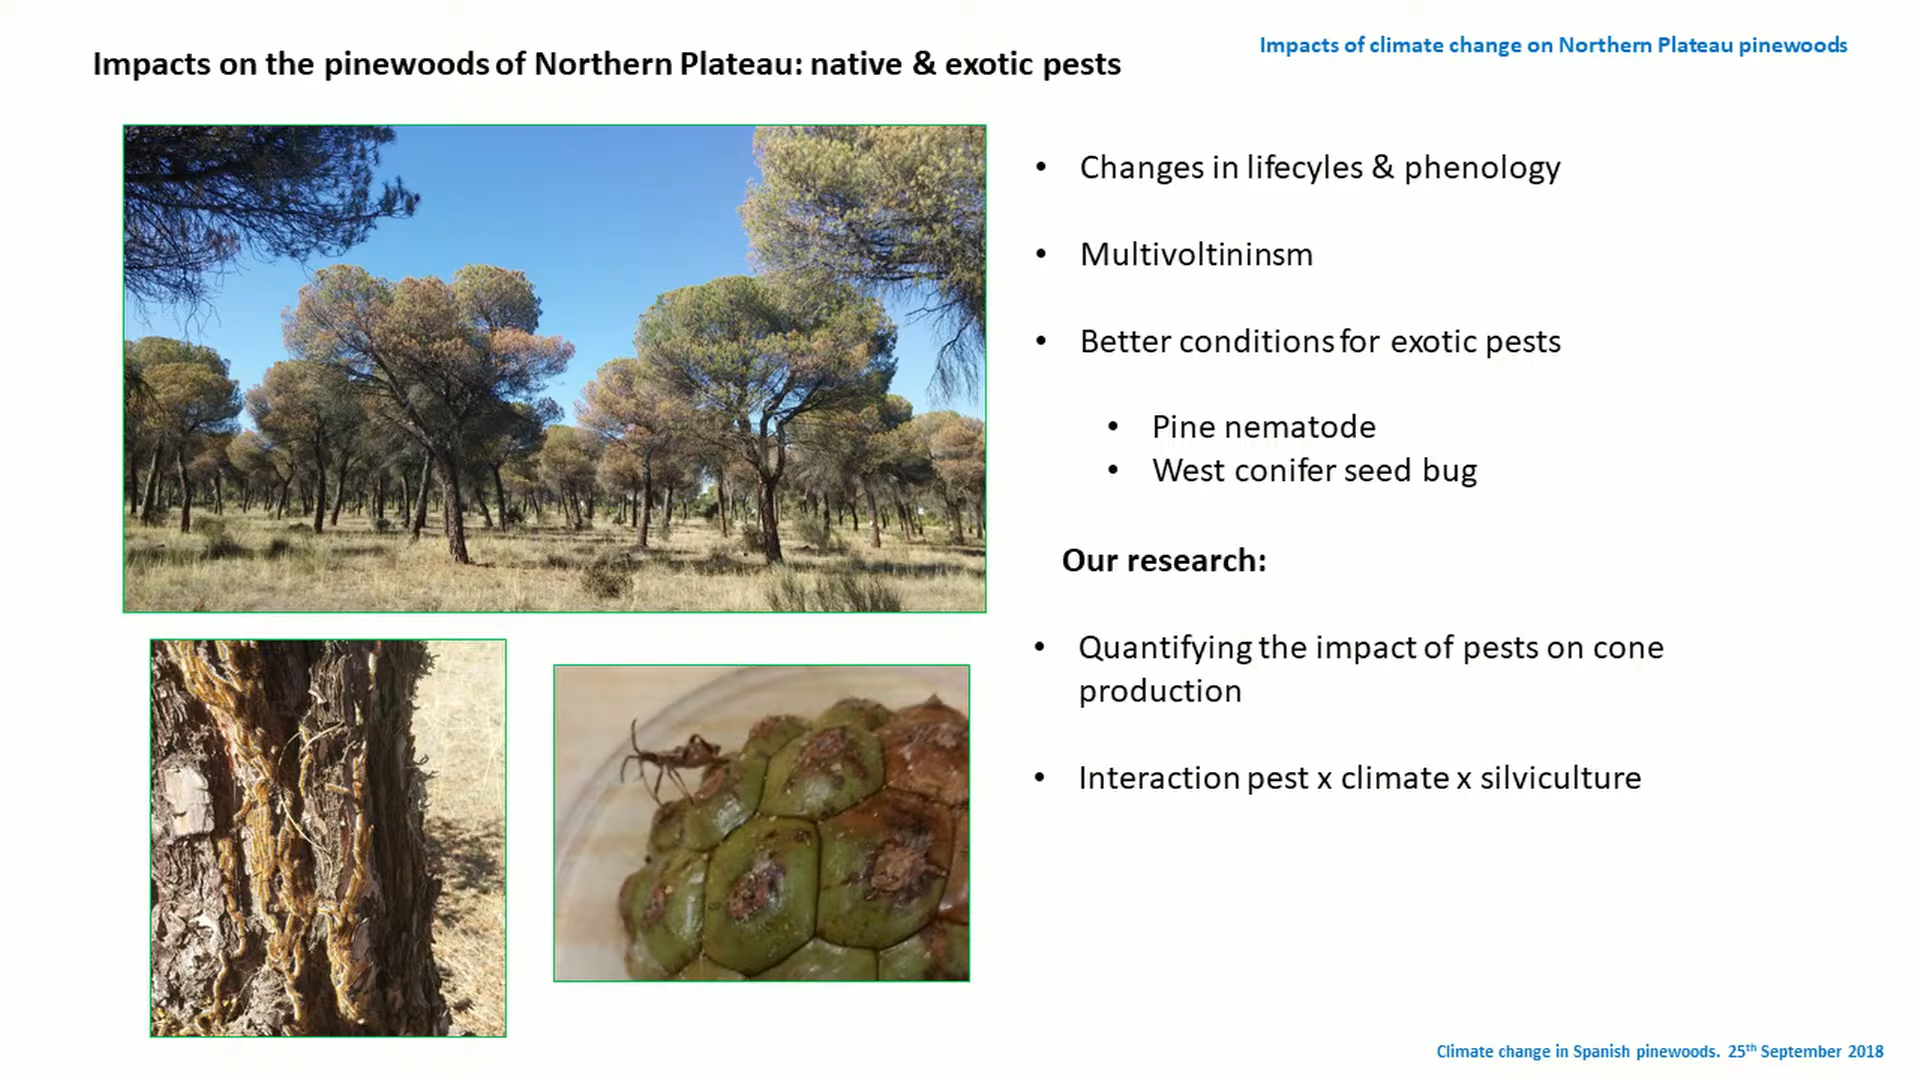 Impacts on the pinewoods of Northern Plateau: native & exotic pests
Impacts of climate change on Northern Plateau pinewoods
• Changes in lifecyles & phenology
• Multivoltininsm
• Better conditions for exotic pests
• Pine nematode
• West conifer seed bug
Our research:
• Quantifying the impact of pests on cone
production
• Interaction pest x climate x silviculture
Climate change in Spanish pinewoods. 25th September 2018